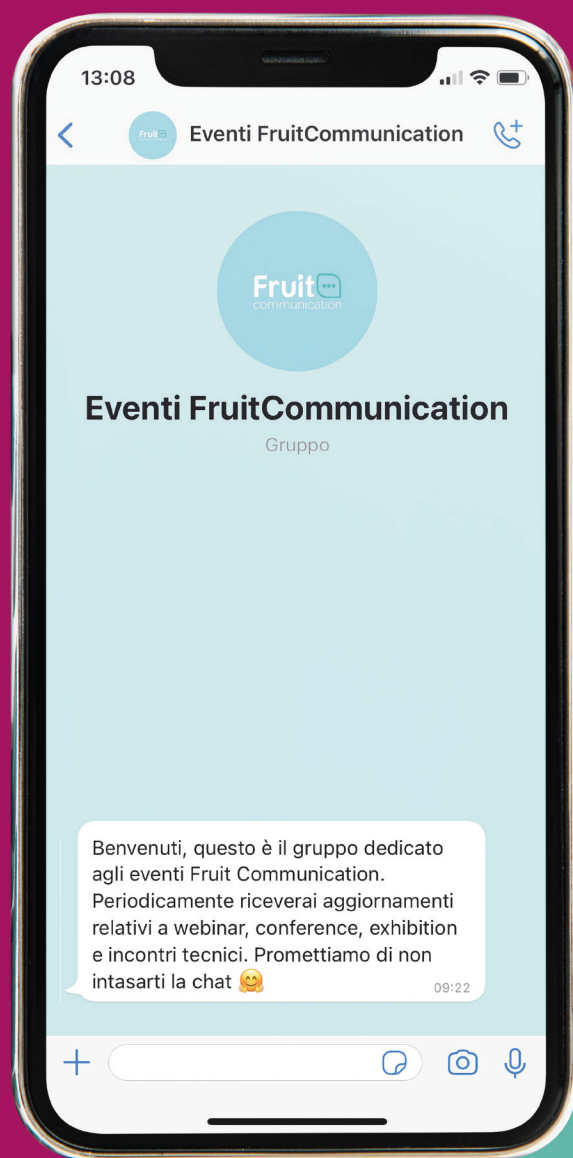 13:08
Fruit
Eventi FruitCommunication
Fruit
communication
Eventi FruitCommunication
Gruppo
Benvenuti, questo è il gruppo dedicato
agli eventi Fruit Communication.
Periodicamente riceverai aggiornamenti
relativi a webinar, conference, exhibition
e incontri tecnici. Promettiamo di non
intasarti la chat 🤗
09:22